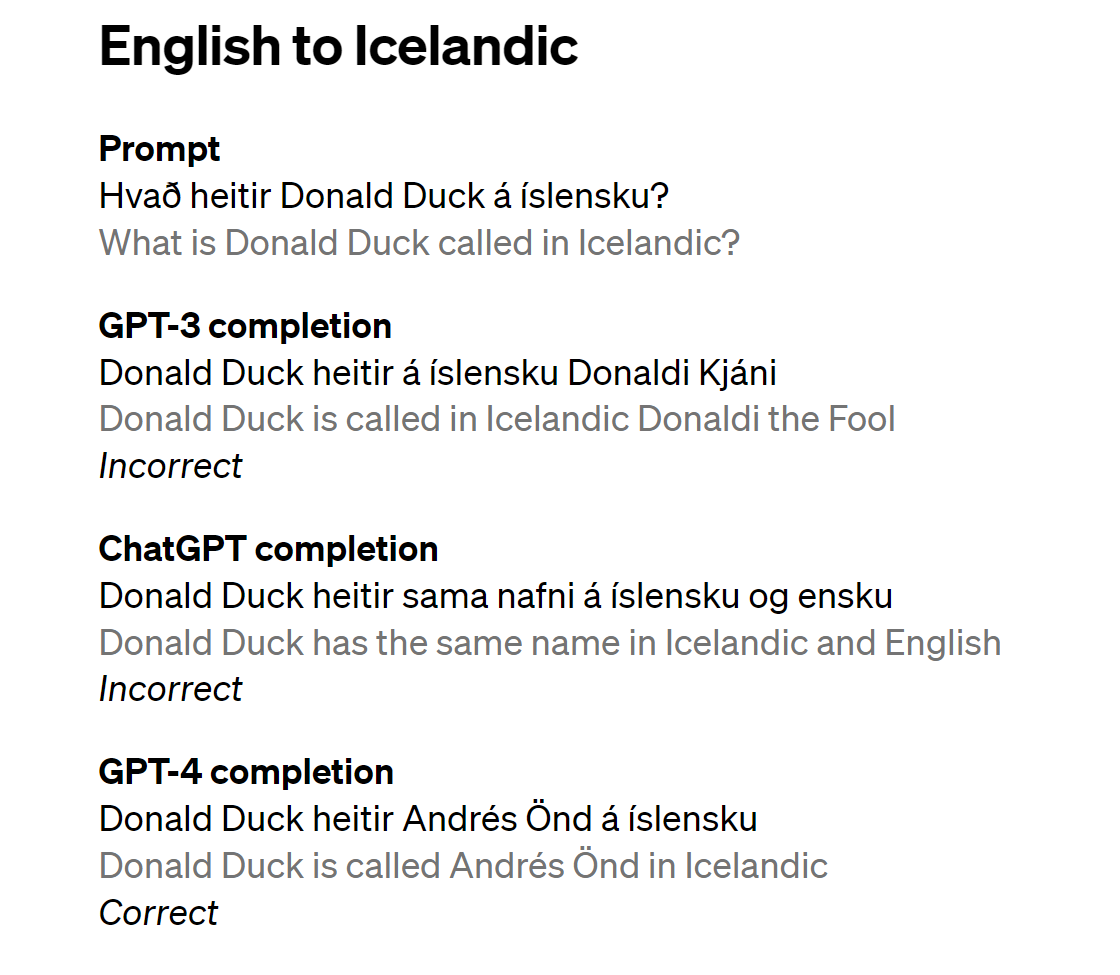 English to Icelandic
Prompt
Hvað heitir Donald Duck á íslensku?
What is Donald Duck called in Icelandic?
GPT-3 completion
Donald Duck heitir á íslensku Donaldi Kjáni
Donald Duck is called in Icelandic Donaldi the Fool
Incorrect
ChatGPT completion
Donald Duck heitir sama nafni á íslensku og ensku
Donald Duck has the same name in Icelandic and English
Incorrect
GPT-4 completion
Donald Duck heitir Andrés Önd á íslensku
Donald Duck is called Andrés Önd in Icelandic
Correct